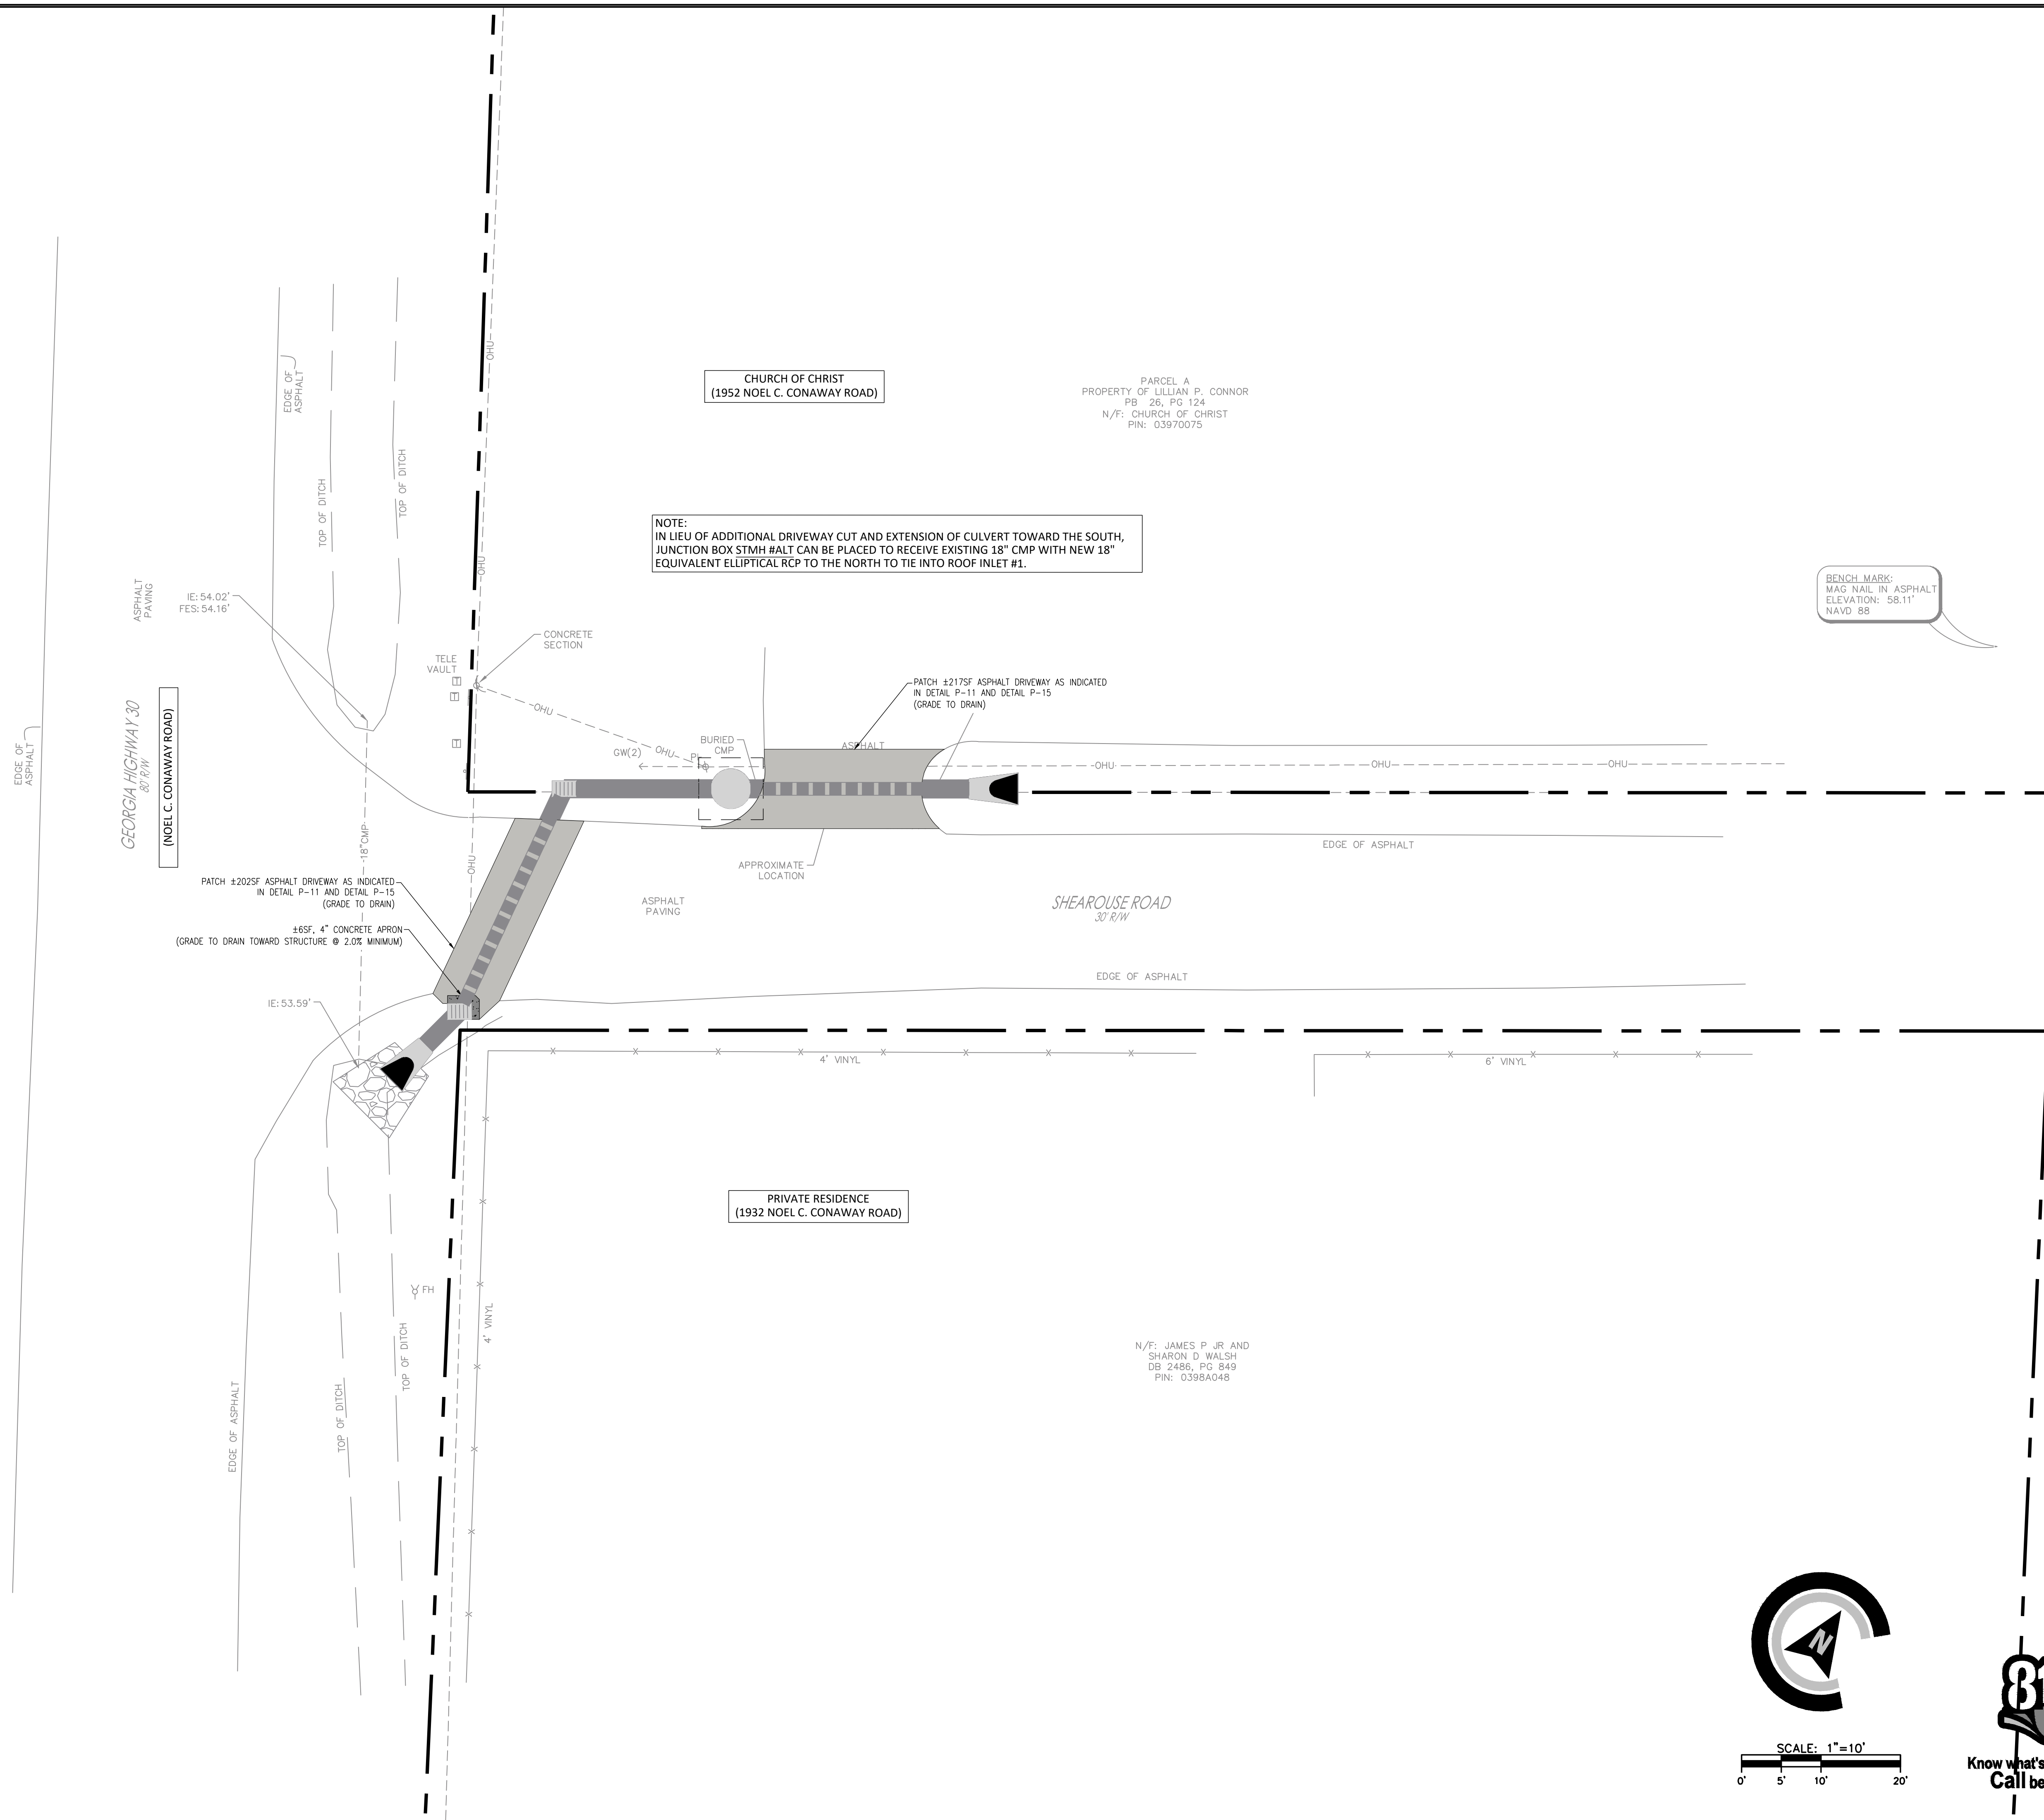 OHU
CHURCH OF CHRIST
(1952 NOEL C. CONAWAY ROAD)
PARCEL A
PROPERTY OF LILLIAN P. CONNOR
PB 26, PG 124
N/F: CHURCH OF CHRIST
PIN: 03970075
EDGE OF
ASPHALT
TOP OF DITCH
TOP OF DITCH
NOTE:
IN LIEU OF ADDITIONAL DRIVEWAY CUT AND EXTENSION OF CULVERT TOWARD THE SOUTH,
JUNCTION BOX STMH #ALT CAN BE PLACED TO RECEIVE EXISTING 18" CMP WITH NEW 18"
EQUIVALENT ELLIPTICAL RCP TO THE NORTH TO TIE INTO ROOF INLET #1.
OHU
BENCH MARK:
MAG NAIL IN ASPHALT
ELEVATION: 58.11'
NAVD 88
ASPHALT
PAVING
IE: 54.02'
FES: 54.16'
CONCRETE
SECTION
TELE
VAULT
T
T
T
PATCH ±217SF ASPHALT DRIVEWAY AS INDICATED
IN DETAIL P-11 AND DETAIL P-15
(GRADE TO DRAIN)
OHU
OHU
GW(2)
BURIED
CMP
ASPHALT
OHU
OHU
OHU
EDGE OF
ASPHALT
GEORGIA HIGHWAY 30
80' R/W
(NOEL C. CONAWAY ROAD)
18"CMP
OHU
EDGE OF ASPHALT
APPROXIMATE
LOCATION
PATCH ±202SF ASPHALT DRIVEWAY AS INDICATED
IN DETAIL P-11 AND DETAIL P-15
(GRADE TO DRAIN)
ASPHALT
PAVING
SHEAROUSE ROAD
30' R/W
±6SF, 4" CONCRETE APRON
(GRADE TO DRAIN TOWARD STRUCTURE @ 2.0% MINIMUM)
EDGE OF ASPHALT
IE: 53.59'
4' VINYL
6' VINYL
PRIVATE RESIDENCE
(1932 NOEL C. CONAWAY ROAD)
FH
4' VINYL
TOP OF DITCH
TOP OF DITCH
EDGE OF ASPHALT
N/F: JAMES P JR AND
SHARON D WALSH
DB 2486, PG 849
PIN: 0398A048
N
SCALE: 1"=10'
0' 5' 10' 20'
Know what's
Call